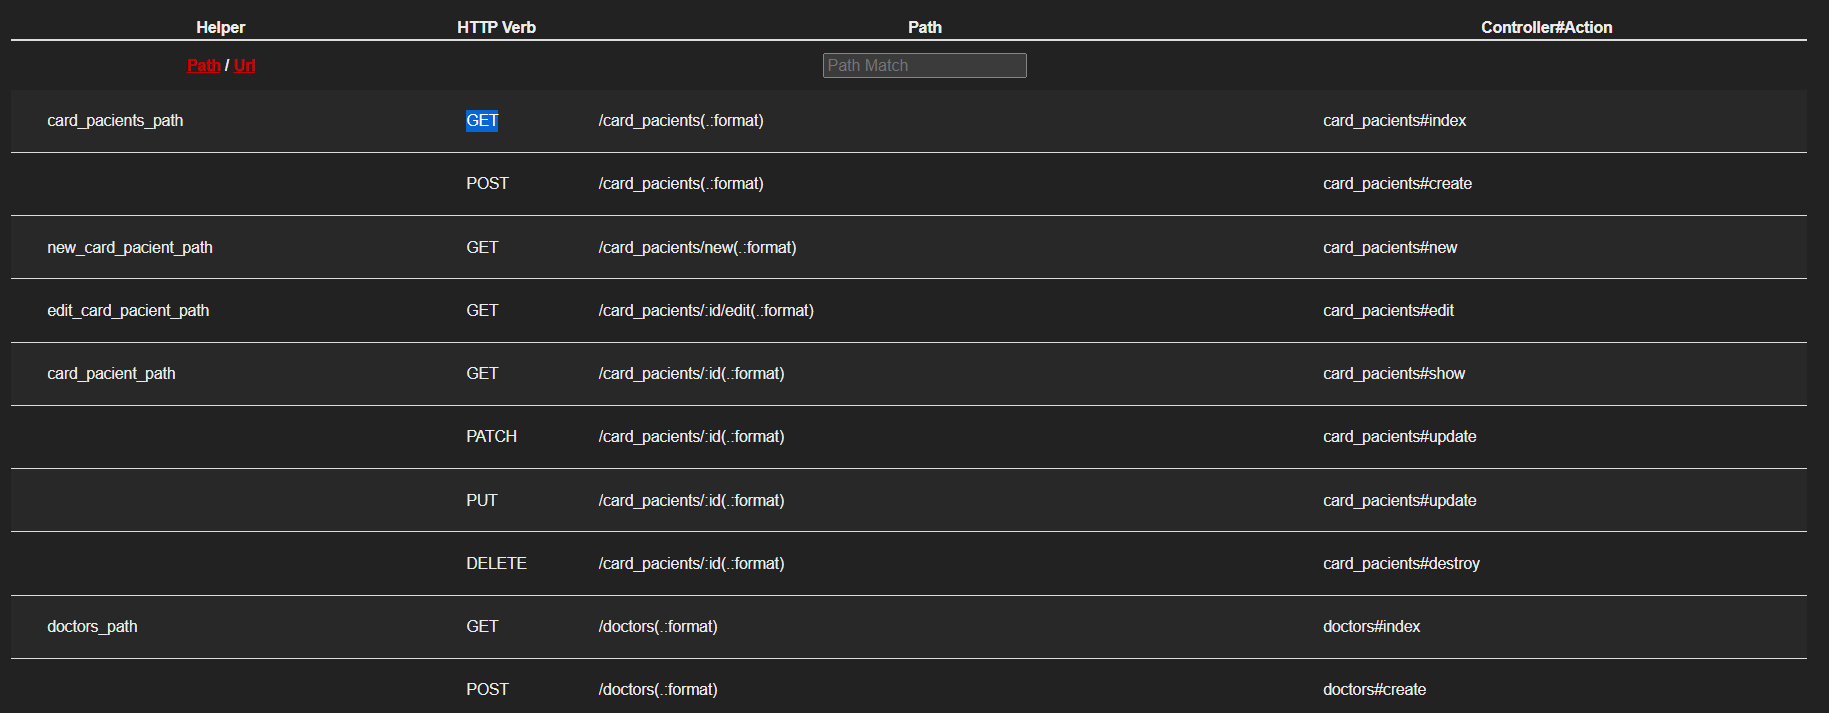 Helper HTTP Verb Path Controller#Action
Path / Url Path Match
card_pacients_path GET /card_pacients(.:format) card_pacients#index
POST /card_pacients(.:format) card_pacients#create
new_card_pacient_path GET /card_pacients/new(.:format) card_pacients#new
edit_card_pacient_path GET /card_pacients/:id/edit(.:format) card_pacients#edit
card_pacient_path GET /card_pacients/:id(.:format) card_pacients#show
PATCH /card_pacients/:id(.:format) card_pacients#update
PUT /card_pacients/:id(.:format) card_pacients#update
DELETE /card_pacients/:id(.:format) card_pacients#destroy
doctors_path GET /doctors(.:format) doctors#index
POST /doctors(.:format) doctors#create